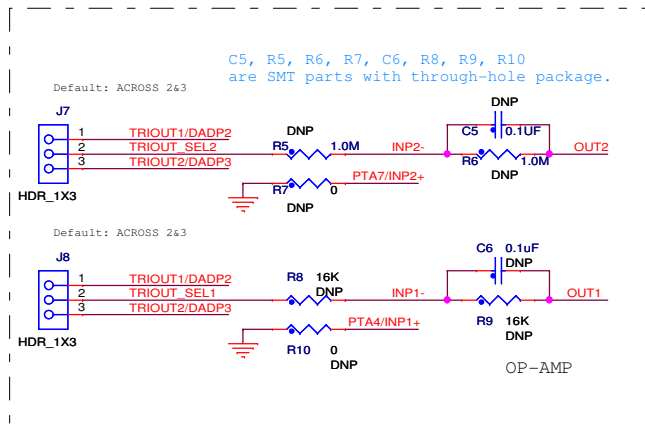 C5, R5, R6, R7, C6, R8, R9, R10
are SMT parts with through-hole package.
Default: ACROSS 2&3
J7
1
TRIOUT1/DADP2
2
TRIOUT_SEL2
3
TRIOUT2/DADP3
HDR_1X3
DNP
R5
1.0M
INP2-
PTA7/INP2+
R7
0
DNP
DNP
C5
0.1UF
R6
1.0M
DNP
OUT2
Default: ACROSS 2&3
J8
1
TRIOUT1/DADP2
2
TRIOUT_SEL1
3
TRIOUT2/DADP3
HDR_1X3
R8
16K
DNP
INP1-
PTA4/INP1+
R10
0
DNP
C6
0.1uF
DNP
R9
16K
DNP
OUT1
OP-AMP